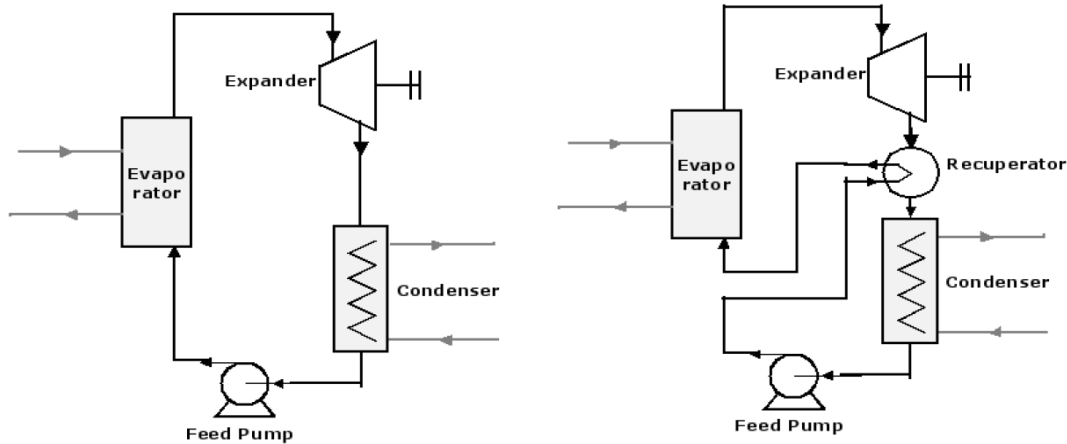 Expander
Evapo
rator
Condenser
Feed Pump
Expander
Recuperator
Evapo
rator
Condenser
Feed Pump